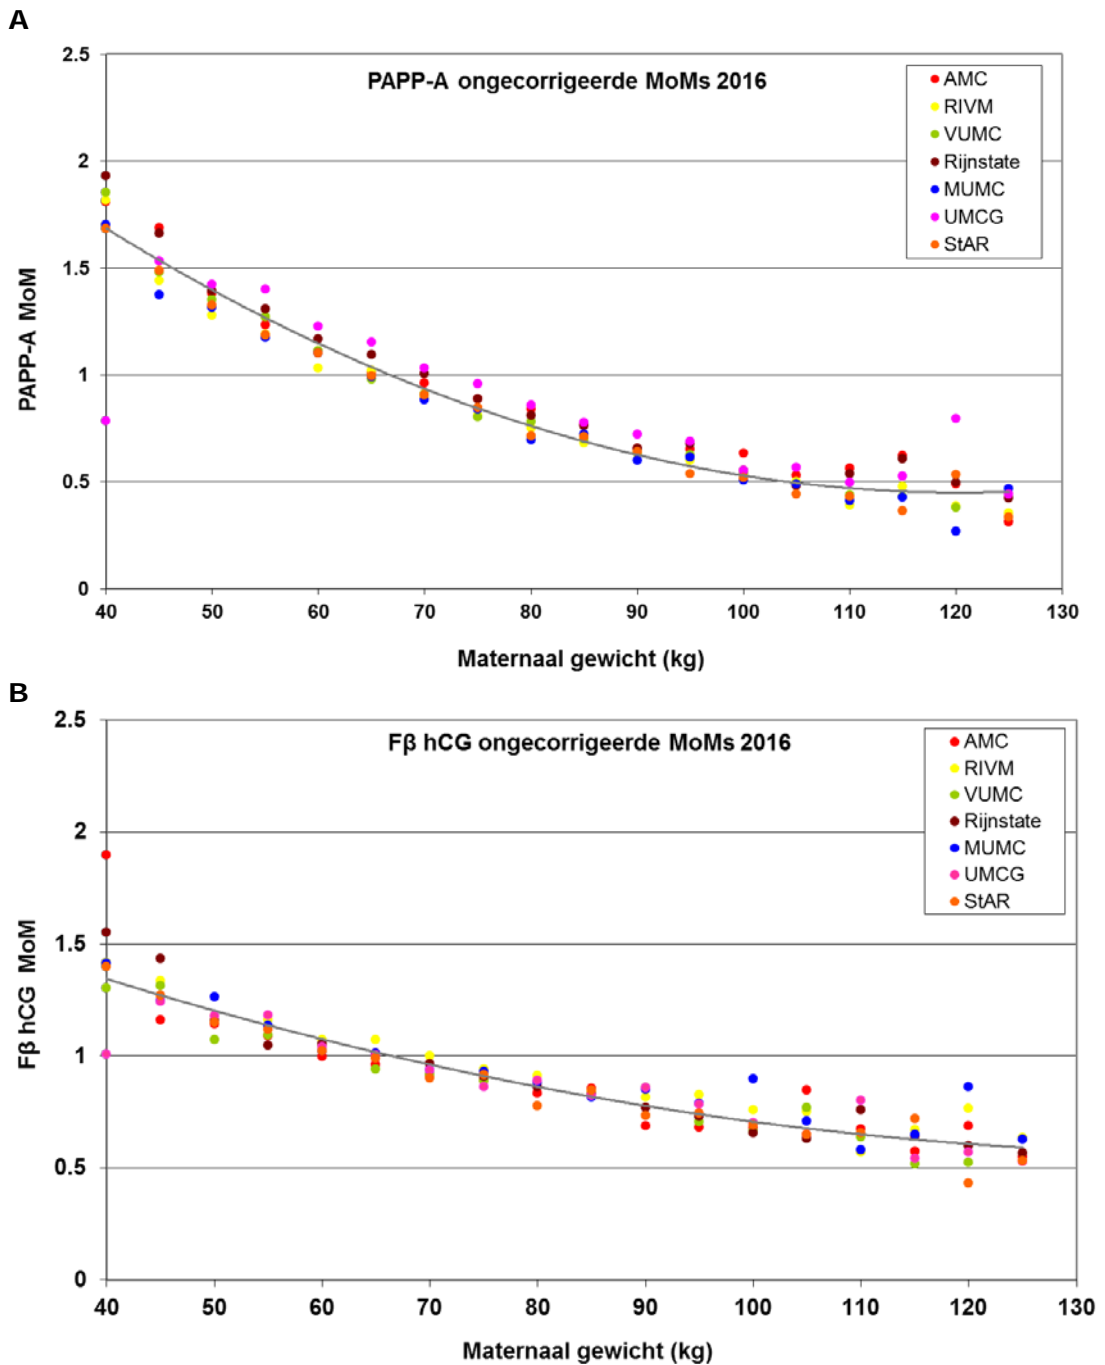 A
PAPP-A ongecorrigeerde MoMs 2016
2.5
2
1.5
1
0.5
0
PAPP-A MoM
AMC
RIVM
VUMC
Rijnstate
MUMC
UMCG
StAR
40 50 60 70 80 90 100 110 120 130
Maternaal gewicht (kg)
B
Fβ hCG ongecorrigeerde MoMs 2016
2.5
2
1.5
1
0.5
0
Fβ hCG MoM
AMC
RIVM
VUMC
Rijnstate
MUMC
UMCG
StAR
40 50 60 70 80 90 100 110 120 130
Maternaal gewicht (kg)